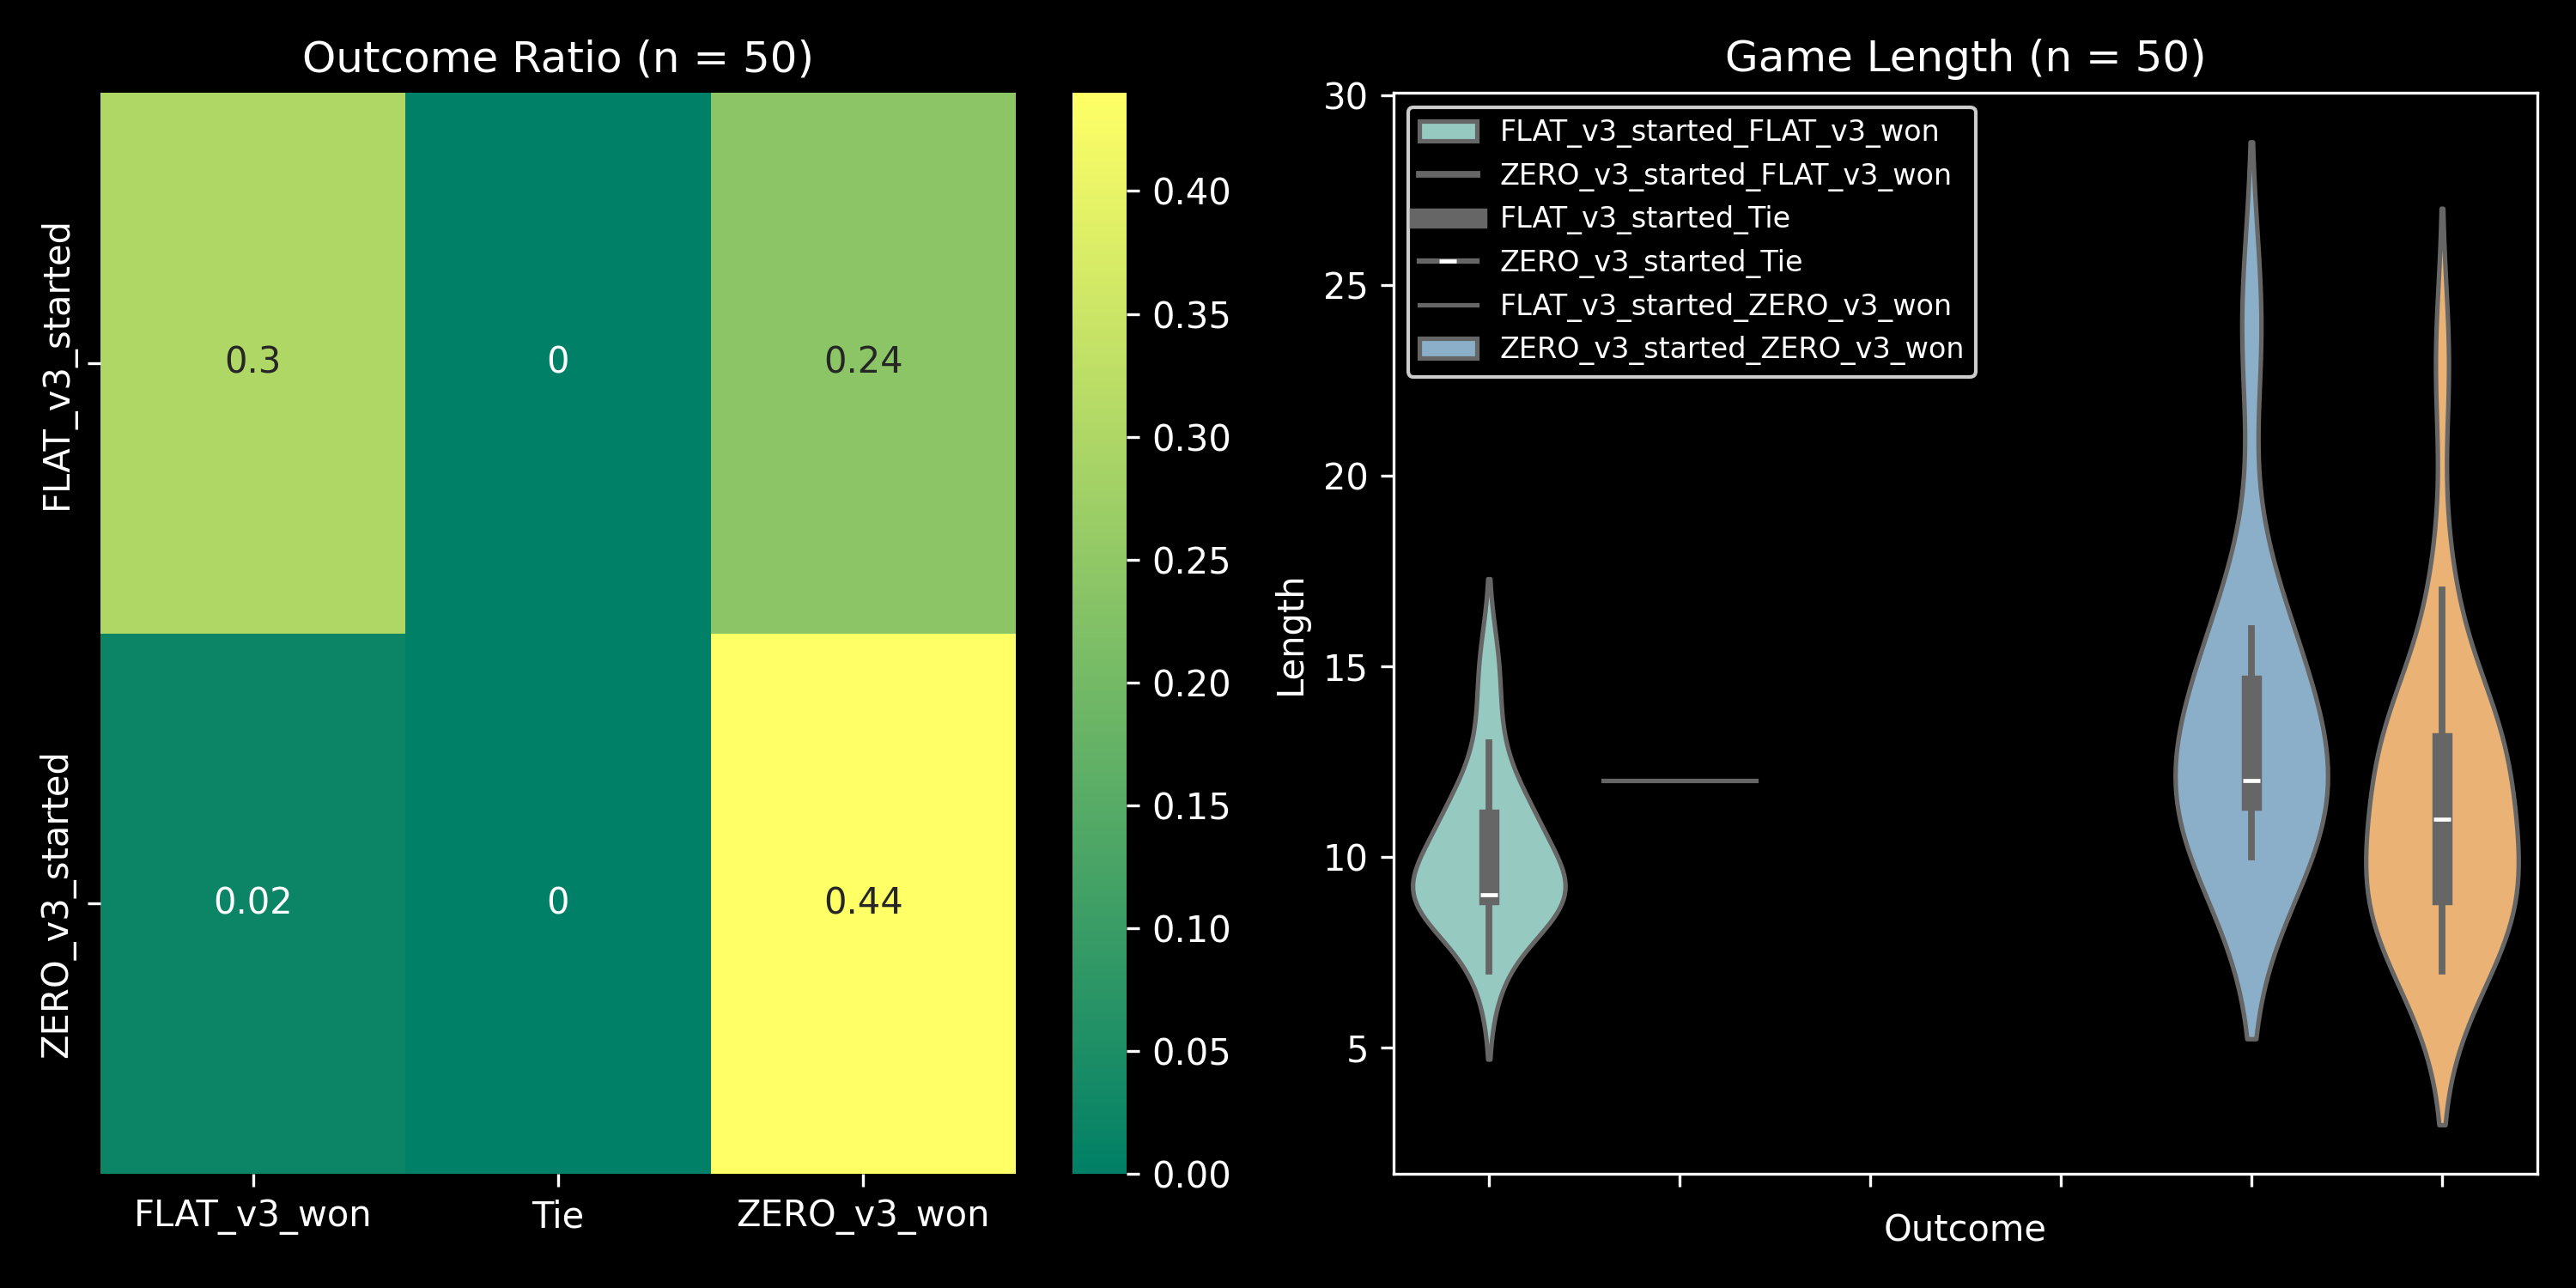 Outcome Ratio (n = 50)
FLAT_v3_started
ZERO_v3_started
0.3
0
0.24
0.02
0
0.44
FLAT_v3_won
Tie
ZERO_v3_won
0.40
0.35
0.30
0.25
0.20
0.15
0.10
0.05
0.00
Game Length (n = 50)
Length
30
25
20
15
10
5
FLAT_v3_started_FLAT_v3_won
ZERO_v3_started_FLAT_v3_won
FLAT_v3_started_Tie
ZERO_v3_started_Tie
FLAT_v3_started_ZERO_v3_won
ZERO_v3_started_ZERO_v3_won
Outcome